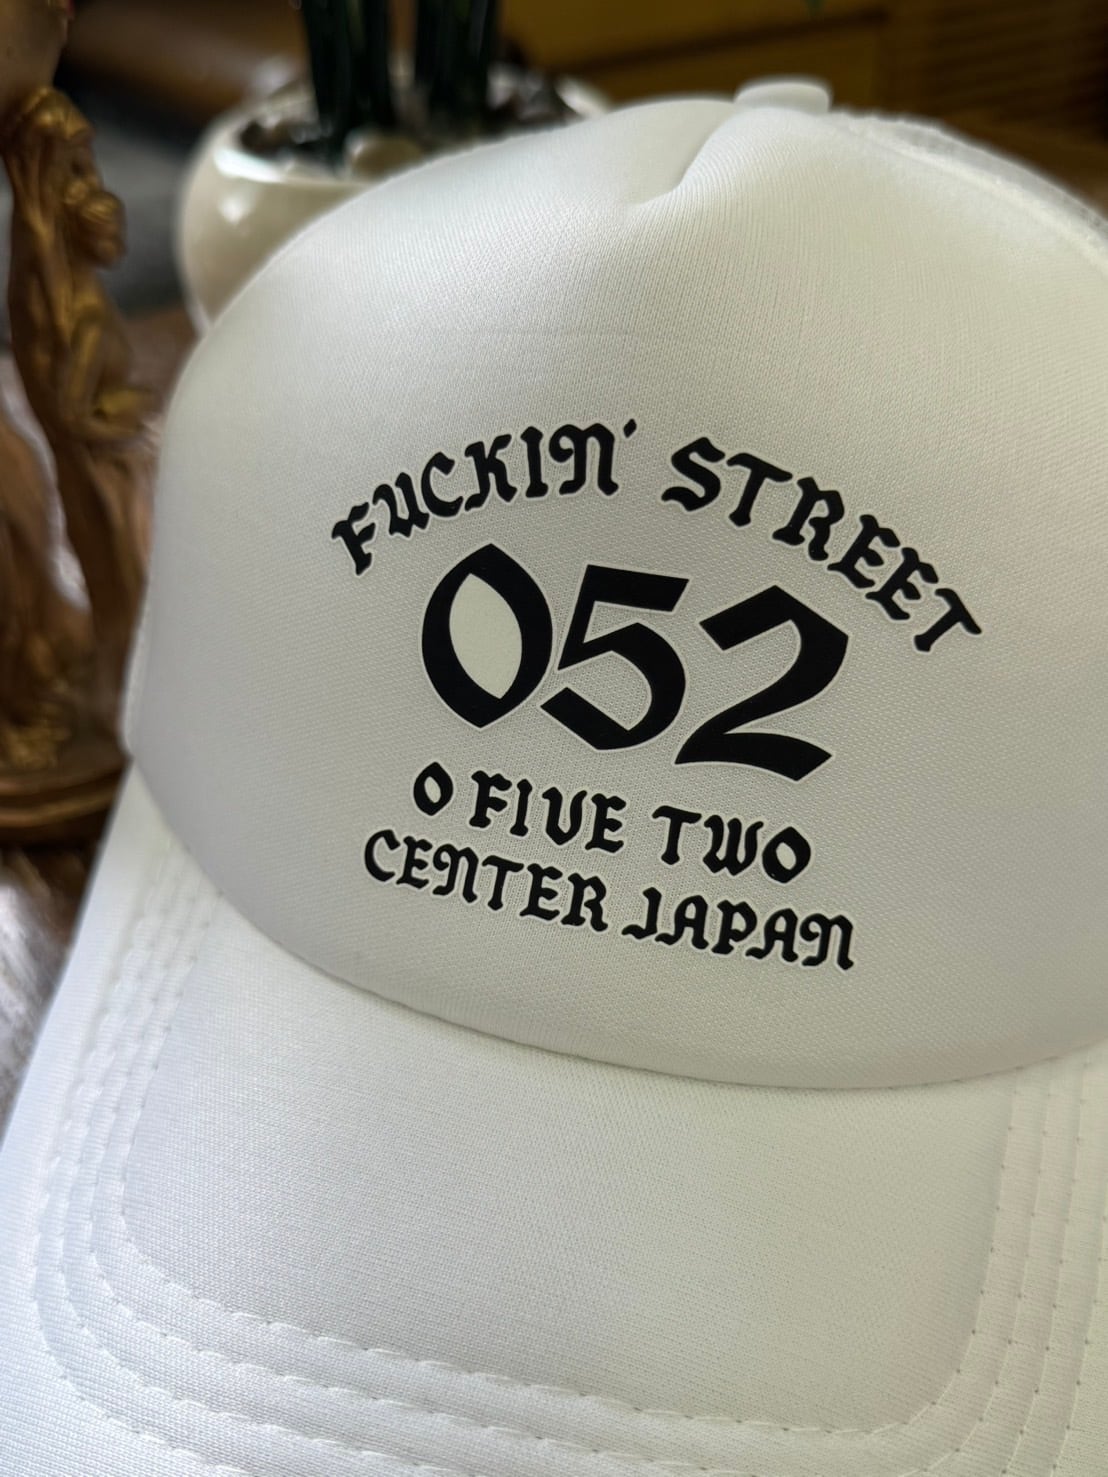 FUCKIN' STREET
052
O FIVE TWO
CENTER JAPAN